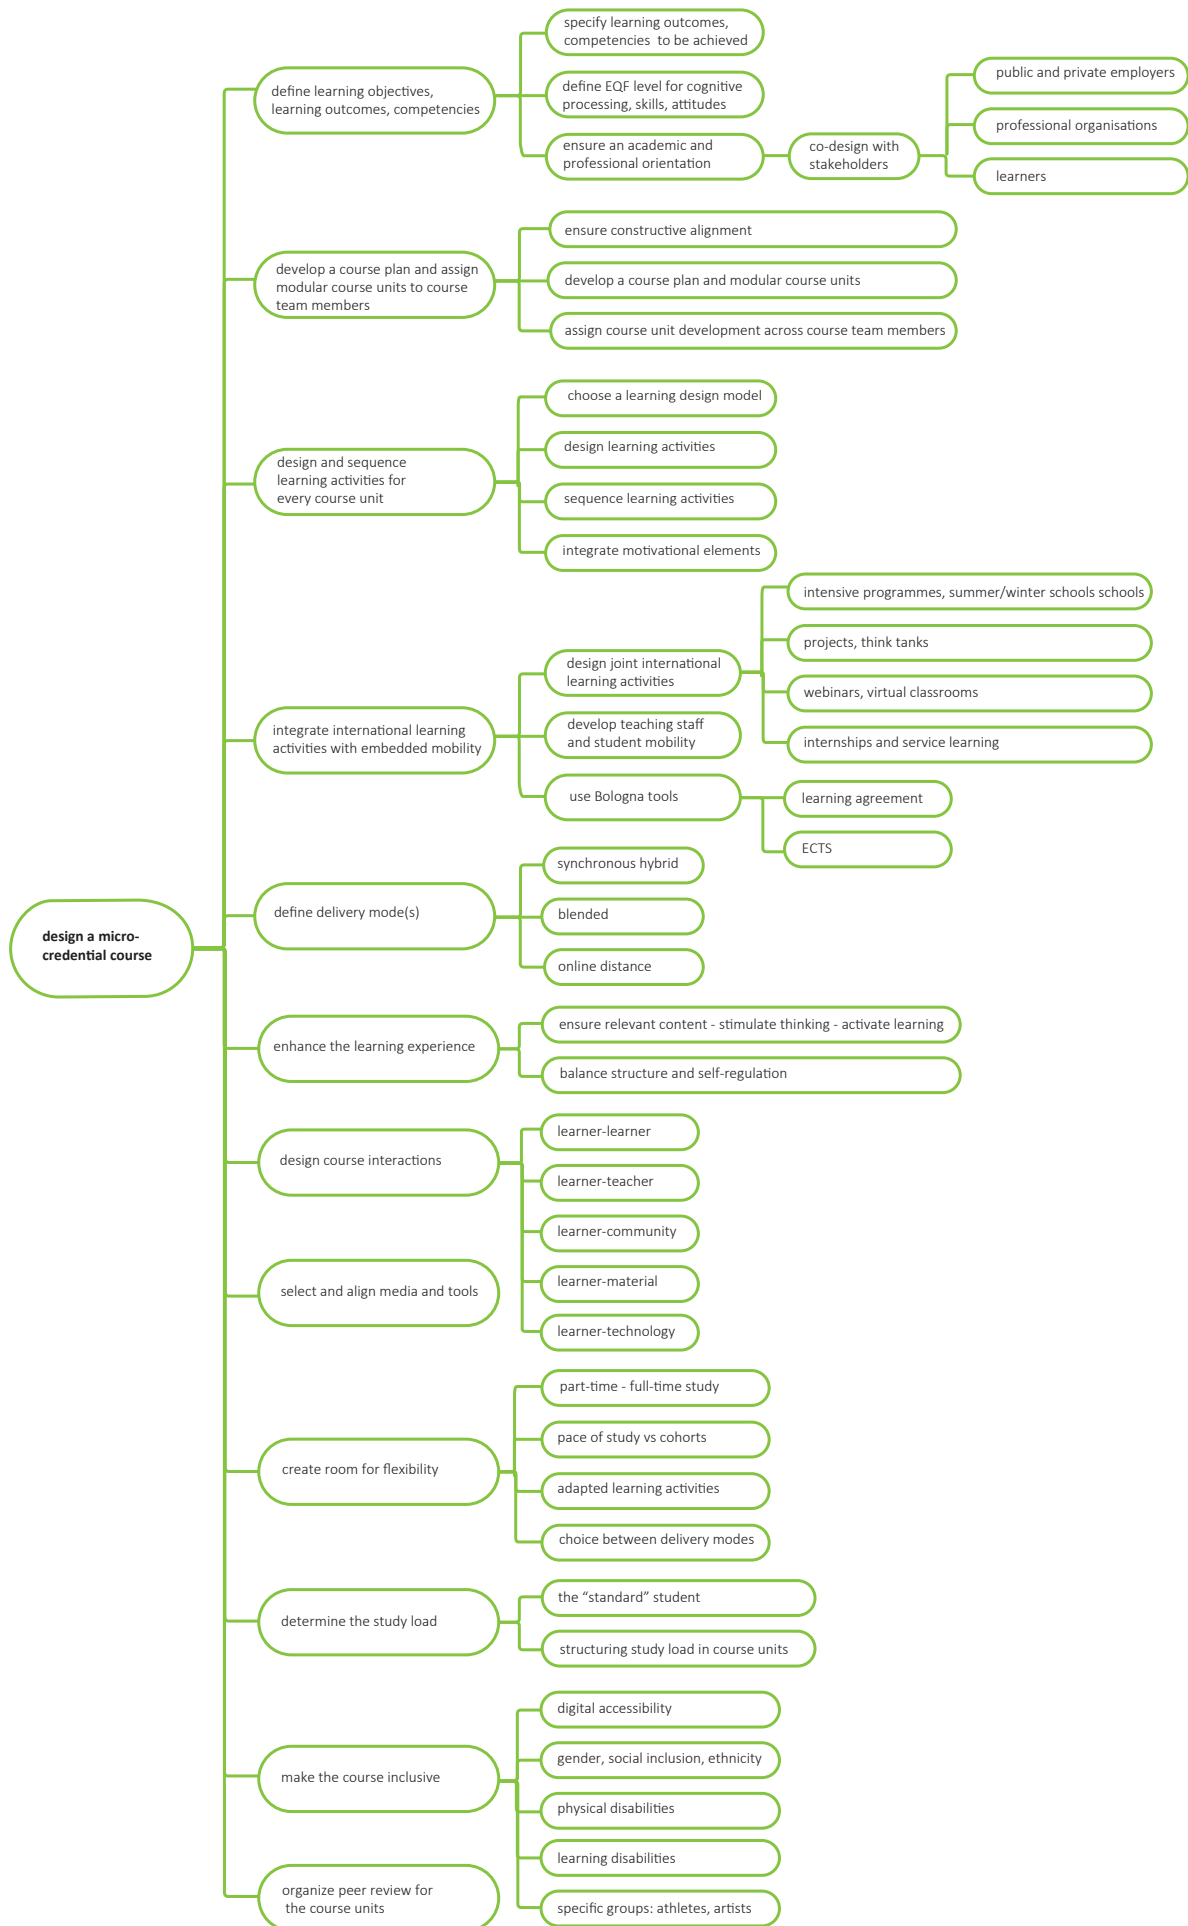 design a micro-
credential course
define learning objectives,
learning outcomes, competencies
specify learning outcomes,
competencies to be achieved
define EQF level for cognitive
processing, skills, attitudes
ensure an academic and
professional orientation
co-design with
stakeholders
public and private employers
professional organisations
learners
develop a course plan and assign
modular course units to course
team members
ensure constructive alignment
develop a course plan and modular course units
assign course unit development across course team members
design and sequence
learning activities for
every course unit
choose a learning design model
design learning activities
sequence learning activities
integrate motivational elements
integrate international learning
activities with embedded mobility
design joint international
learning activities
intensive programmes, summer/winter schools schools
projects, think tanks
webinars, virtual classrooms
internships and service learning
develop teaching staff
and student mobility
use Bologna tools
learning agreement
ECTS
define delivery mode(s)
synchronous hybrid
blended
online distance
enhance the learning experience
ensure relevant content - stimulate thinking - activate learning
balance structure and self-regulation
design course interactions
learner-learner
learner-teacher
learner-community
learner-material
learner-technology
select and align media and tools
create room for flexibility
part-time - full-time study
pace of study vs cohorts
adapted learning activities
choice between delivery modes
determine the study load
the “standard” student
structuring study load in course units
make the course inclusive
digital accessibility
gender, social inclusion, ethnicity
physical disabilities
learning disabilities
specific groups: athletes, artists
organize peer review for
the course units